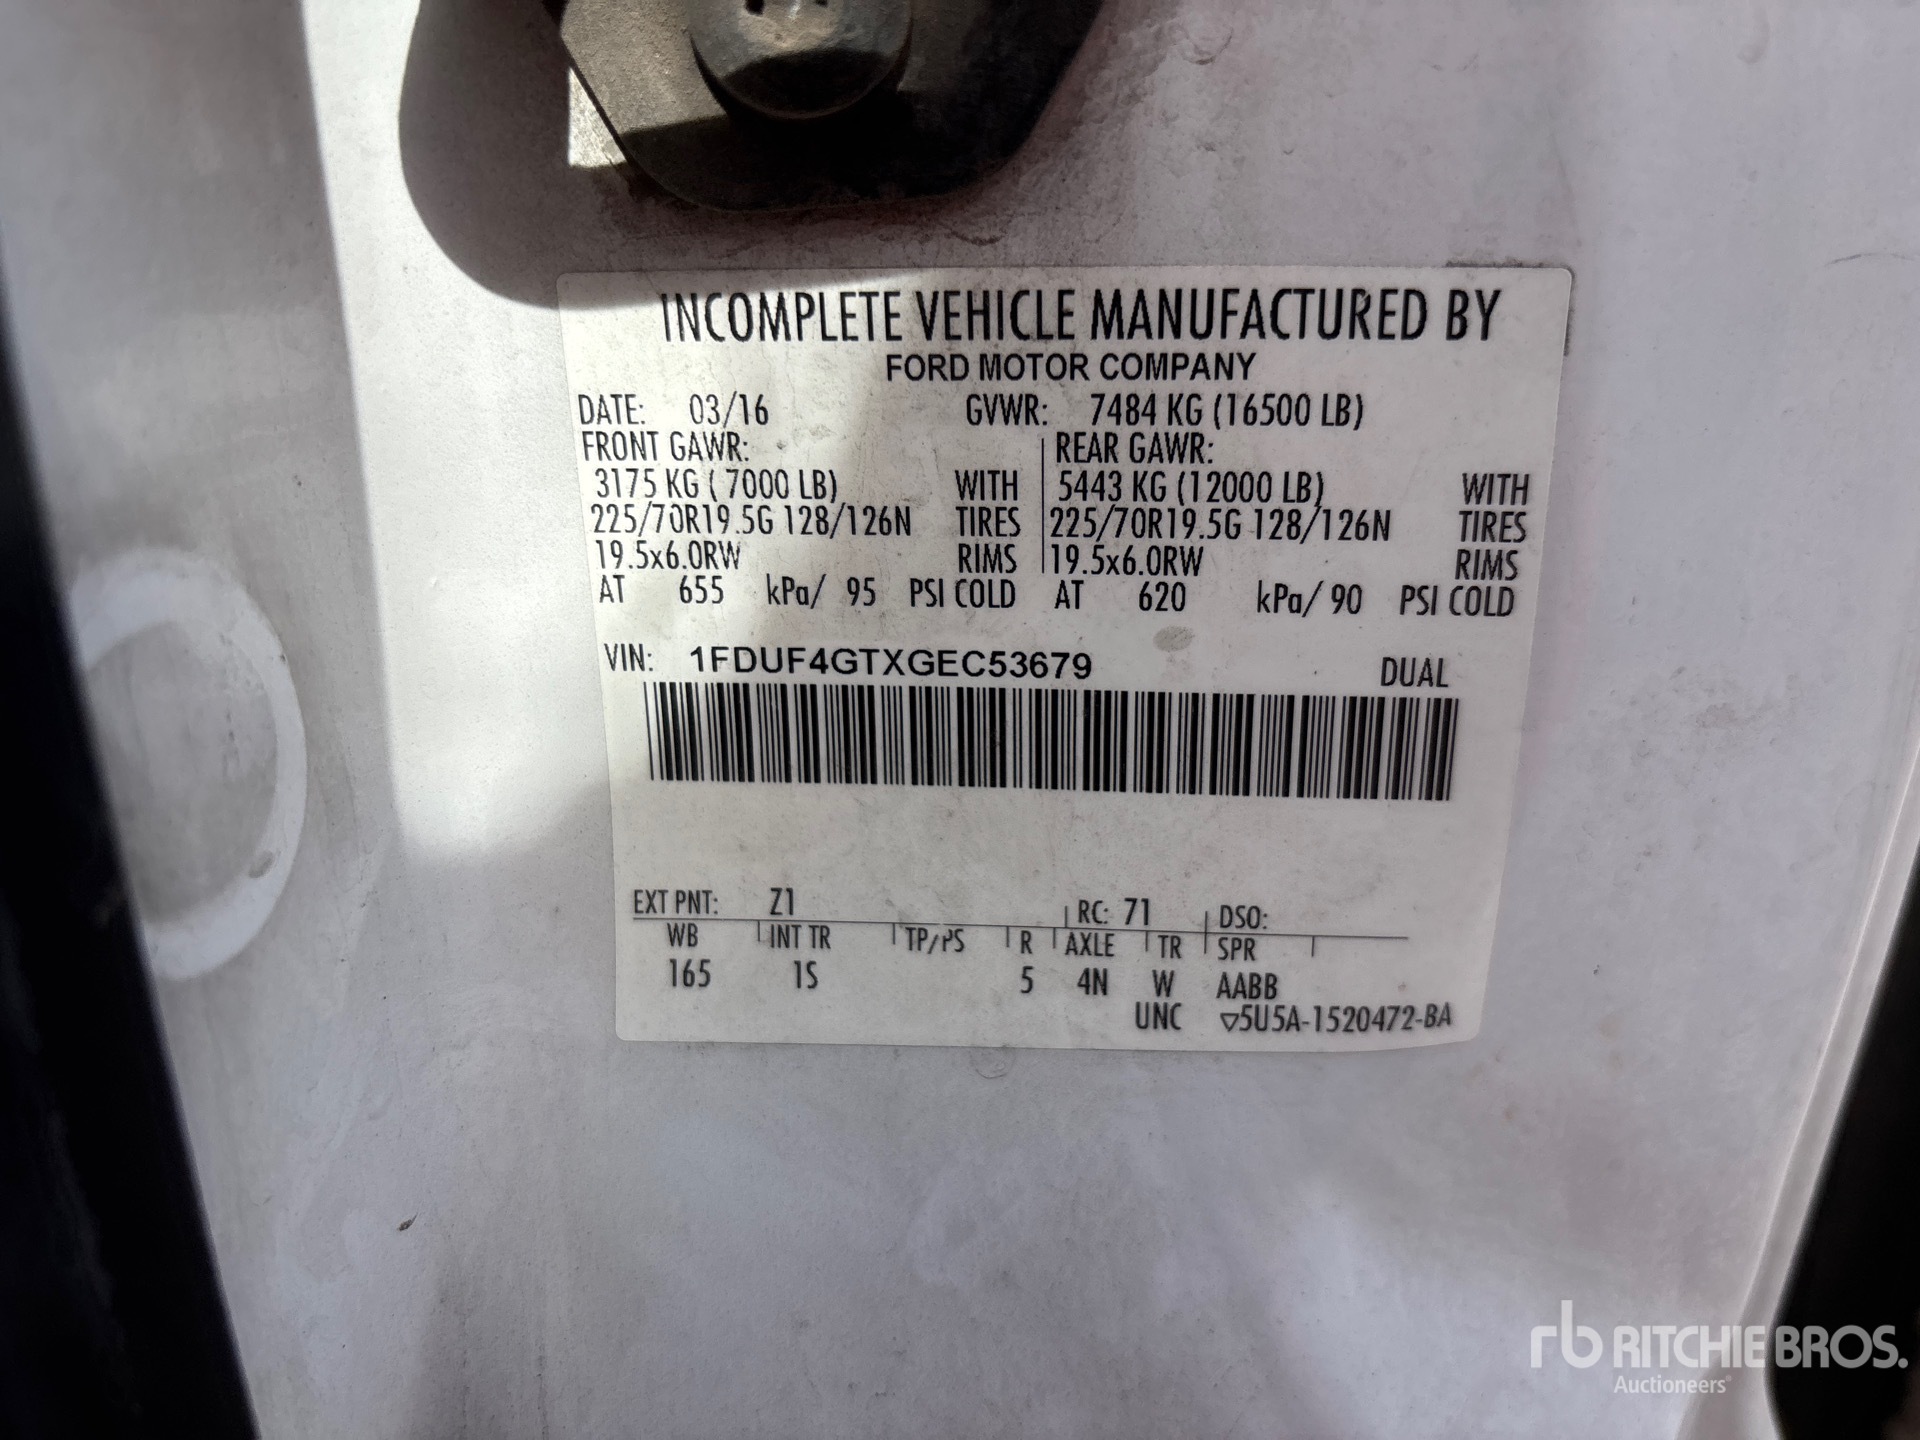 INCOMPLETE VEHICLE MANUFACTURED BY
FORD MOTOR COMPANY
DATE: 03/16 GVWR: 7484 KG (16500 LB)
FRONT GAWR: REAR GAWR:
3175 KG ( 7000 LB) WITH 5443 KG (12000 LB) WITH
225/70R19.5G 128/126N TIRES 225/70R19.5G 128/126N TIRES
19.5x6.0RW RIMS 19.5x6.0RW RIMS
AT 655 kPa/ 95 PSI COLD AT 620 kPa/ 90 PSI COLD
VIN: 1FDUF4GTXGEC53679 DUAL
EXT PNT: Z1 RC: 71 DSO:
WB INT TR TP/PS R AXLE TR SPR
165 1S 5 4N W AABB
UNC ▽5U5A-1520472-BA
rb RITCHIE BROS.
Auctioneers